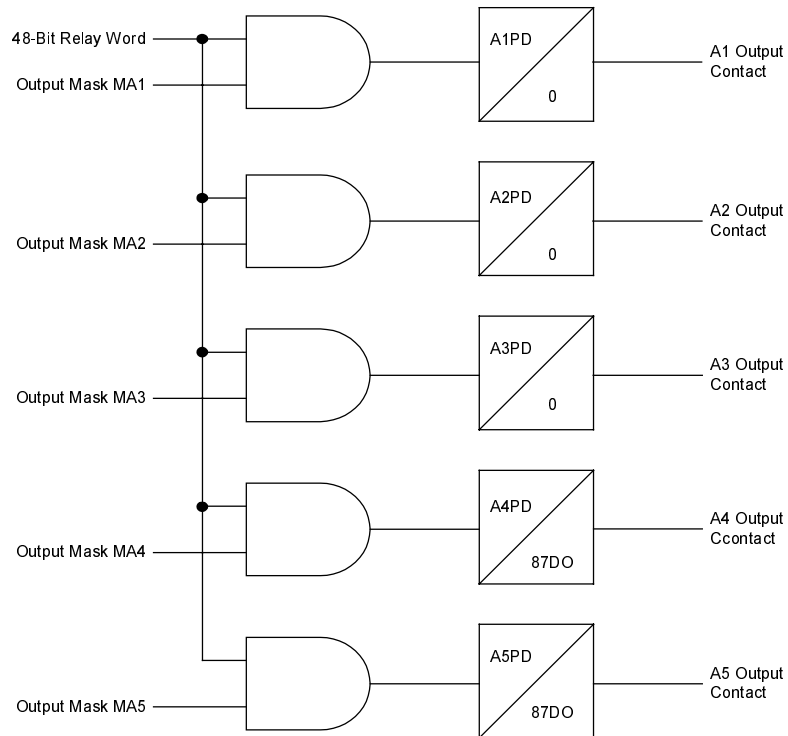 48-Bit Relay Word
Output Mask MA1
A1PD
0
A1 Output
Contact
Output Mask MA2
A2PD
0
A2 Output
Contact
Output Mask MA3
A3PD
0
A3 Output
Contact
Output Mask MA4
A4PD
87DO
A4 Output
Ccontact
Output Mask MA5
A5PD
87DO
A5 Output
Contact